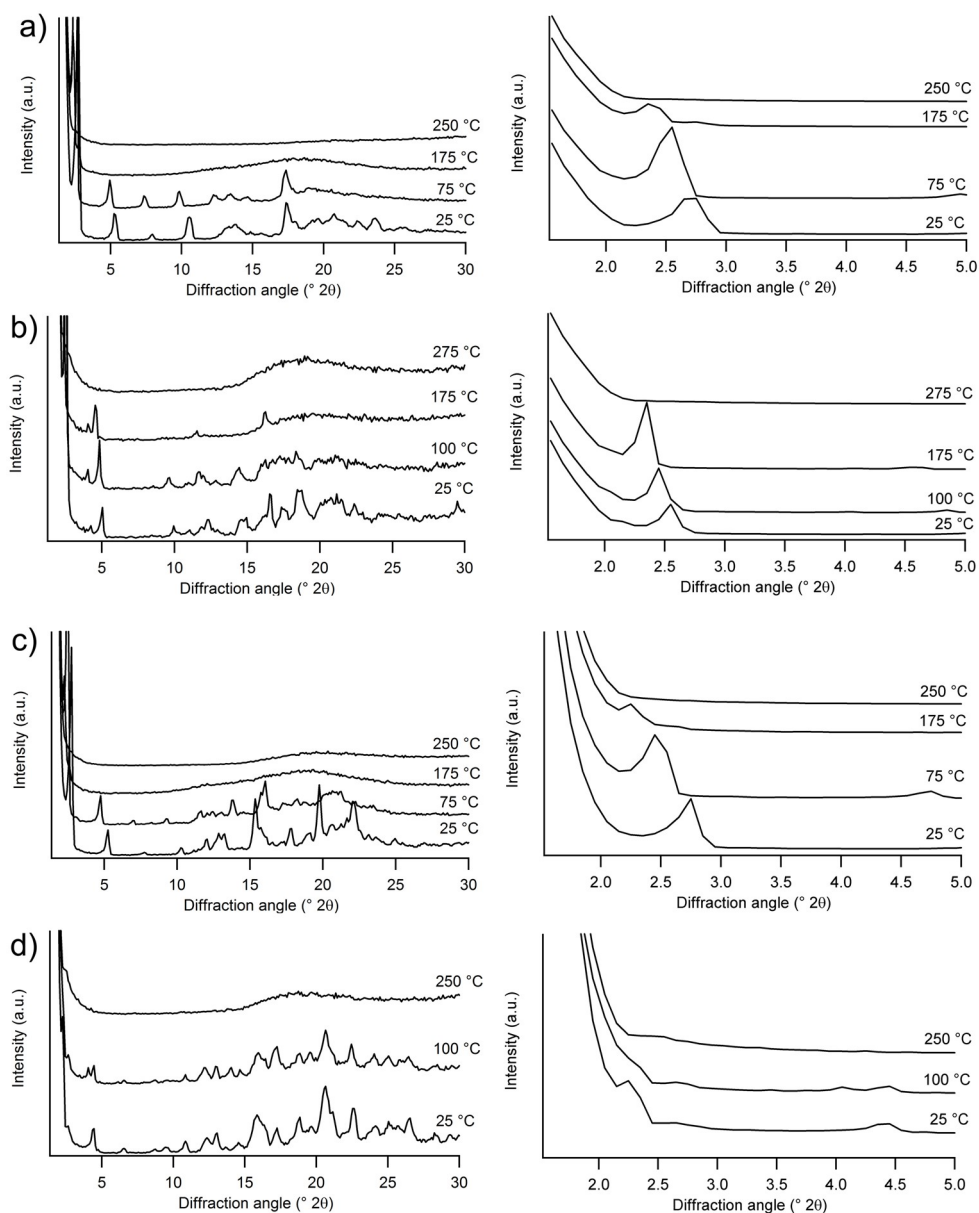 a)
Intensity (a.u.)
250 °C
175 °C
75 °C
25 °C
5 10 15 20 25 30
Diffraction angle (° 2θ)
Intensity (a.u.)
250 °C
175 °C
75 °C
25 °C
2.0 2.5 3.0 3.5 4.0 4.5 5.0
Diffraction angle (° 2θ)
b)
Intensity (a.u.)
275 °C
175 °C
100 °C
25 °C
5 10 15 20 25 30
Diffraction angle (° 2θ)
Intensity (a.u.)
275 °C
175 °C
100 °C
25 °C
2.0 2.5 3.0 3.5 4.0 4.5 5.0
Diffraction angle (° 2θ)
c)
Intensity (a.u.)
250 °C
175 °C
75 °C
25 °C
5 10 15 20 25 30
Diffraction angle (° 2θ)
Intensity (a.u.)
250 °C
175 °C
75 °C
25 °C
2.0 2.5 3.0 3.5 4.0 4.5 5.0
Diffraction angle (° 2θ)
d)
Intensity (a.u.)
250 °C
100 °C
25 °C
5 10 15 20 25 30
Diffraction angle (° 2θ)
Intensity (a.u.)
250 °C
100 °C
25 °C
2.0 2.5 3.0 3.5 4.0 4.5 5.0
Diffraction angle (° 2θ)